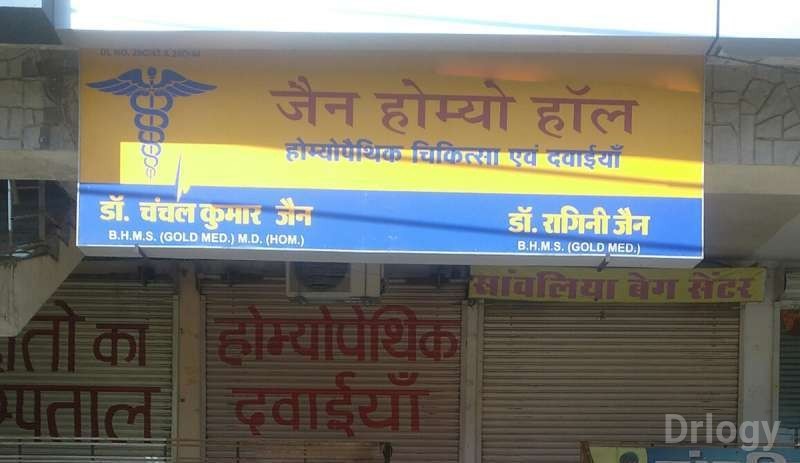 जैन होम्यो हॉल
होम्योपैथिक चिकित्सा एवं दवाईयाँ
डॉ. चंचल कुमार जैन
B.H.M.S. (GOLD MED.) M.D. (HOM.)
डॉ. रागिनी जैन
B.H.M.S. (GOLD MED.)
सांवलिया बेग सेंटर
का
होम्योपैथिक
दवाईयाँ
Drlogy